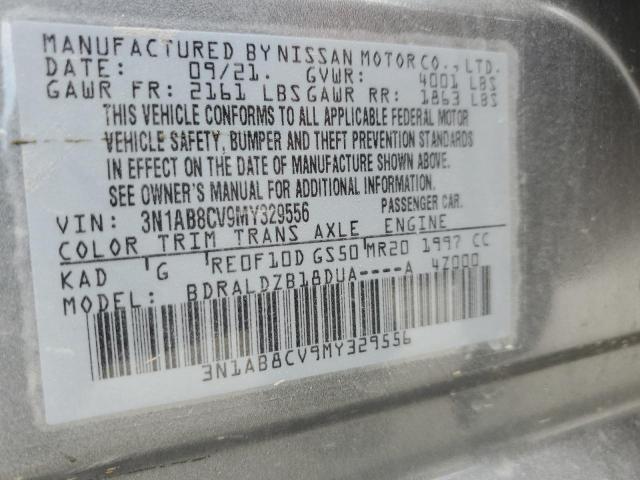 MANUFACTURED BY NISSAN MOTOR CO., LTD.
DATE: 09/21. GVWR: 4001 LBS
GAWR FR: 2161 LBS GAWR RR: 1863 LBS
THIS VEHICLE CONFORMS TO ALL APPLICABLE FEDERAL MOTOR
VEHICLE SAFETY, BUMPER AND THEFT PREVENTION STANDARDS
IN EFFECT ON THE DATE OF MANUFACTURE SHOWN ABOVE.
SEE OWNER'S MANUAL FOR ADDITIONAL INFORMATION.
VIN: 3N1AB8CV9MY329556 PASSENGER CAR.
COLOR TRIM TRANS AXLE ENGINE
KAD G RE0F10D GS50 MR20 1997 CC
MODEL: BDRALDZB18DUA----A 4Z000
3N1AB8CV9MY329556